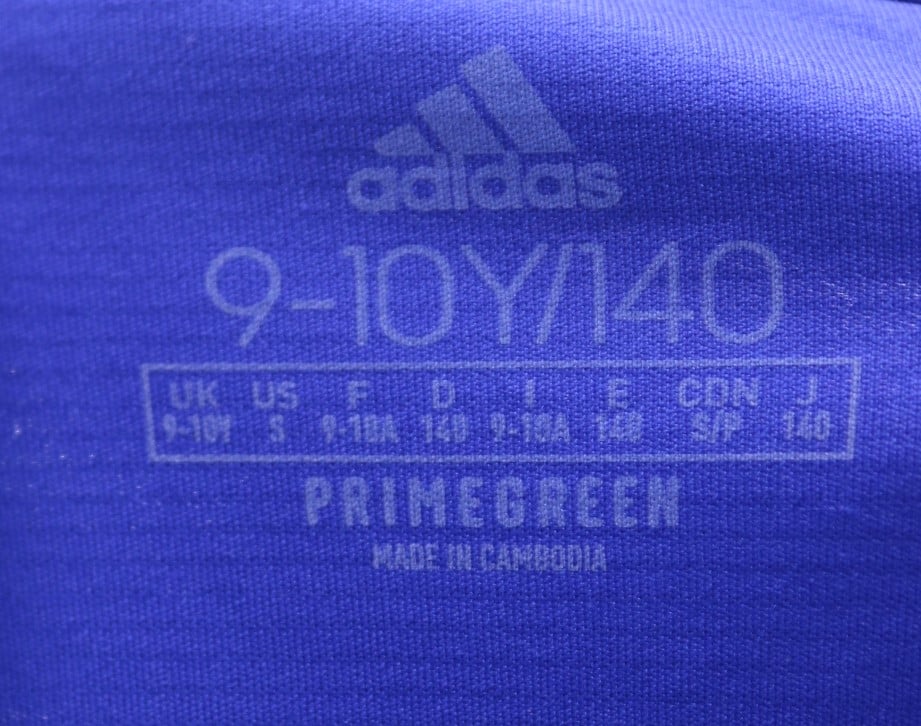 adidas
9-10Y/140
UK US F D I E CDN J
9-10Y S 9-10A 140 9-10A 140 S/P 140
PRIMEGREEN
MADE IN CAMBODIA